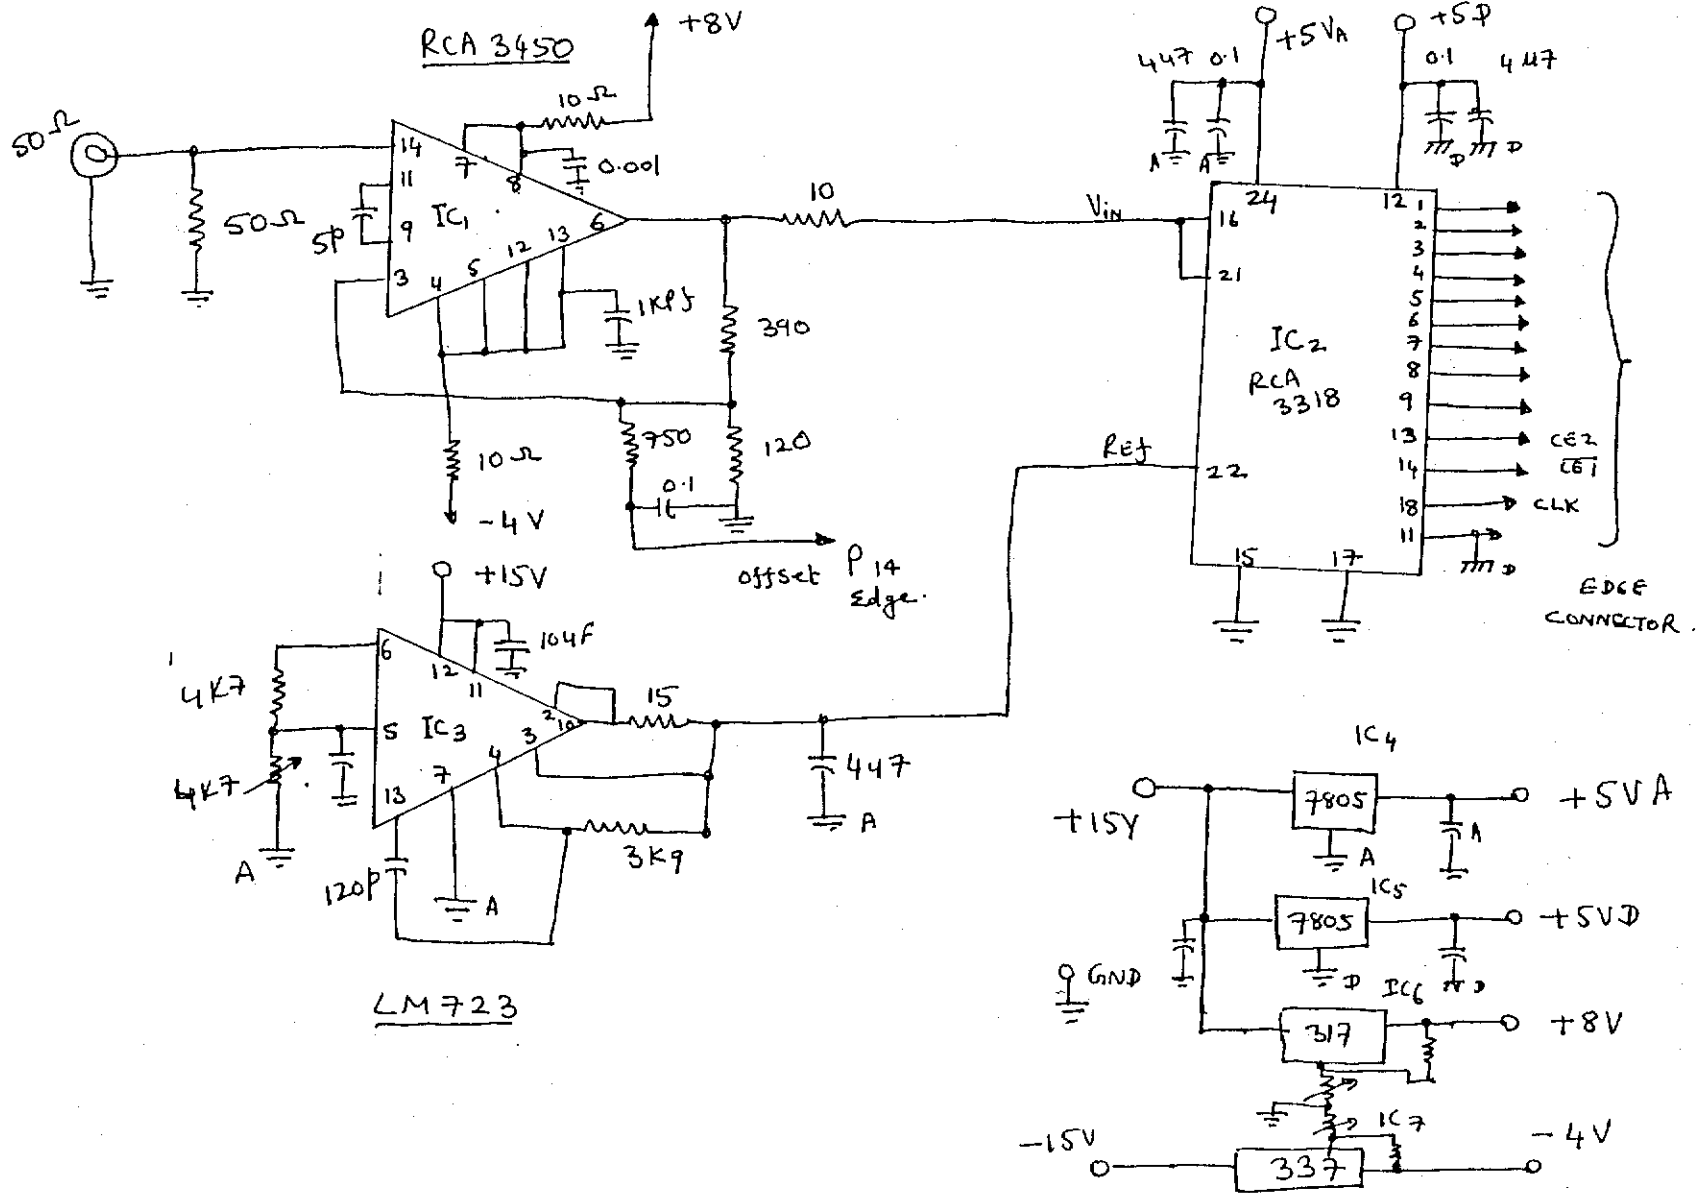 RCA 3450
+8V
10Ω
50Ω
14
7
8
0.001
11
IC1
5P
9
50Ω
6
13
12
5
4
3
1KPf
10
Vin
390
750
120
0.1
10Ω
-4V
offset
P14
Edge.
447 0.1
+5VA
+5D
0.1
4 47
A
A
D
D
24
12
16
21
22
15
17
IC2
RCA
3318
Ref
1
2
3
4
5
6
7
8
9
13
CE2
14
CE1
18
CLK
11
D
EDGE
CONNECTOR.
+15V
104F
6
12
11
4K7
5
IC3
2
10
15
3
4
7
13
4K7
A
120P
A
3K9
447
A
LM723
IC4
+15V
7805
+5VA
A
A
IC5
7805
+5VD
D
D
GND
IC6
317
+8V
IC7
-15V
337
-4V